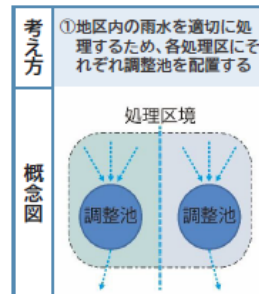 考え方
①地区内の雨水を適切に処
理するため、各処理区にそ
れぞれ調整池を配置する
概念図
処理区境
調整池
調整池